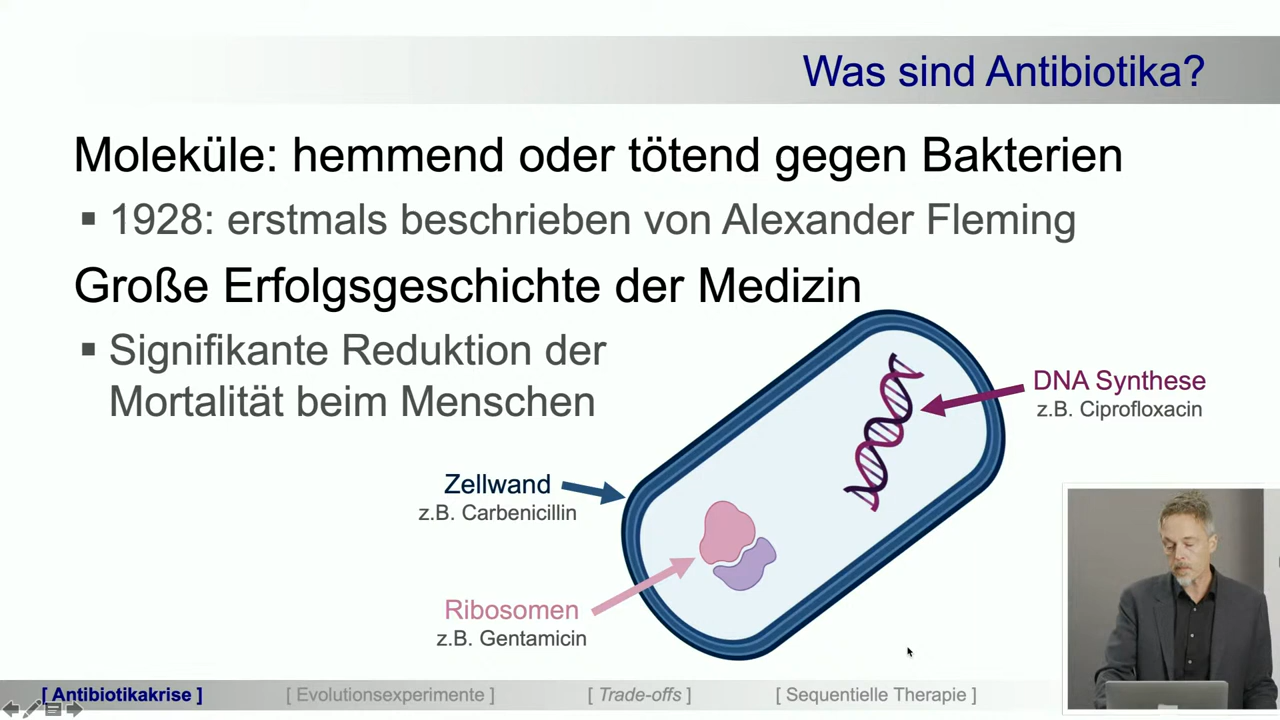 Was sind Antibiotika?
Moleküle: hemmend oder tötend gegen Bakterien
▪ 1928: erstmals beschrieben von Alexander Fleming
Große Erfolgsgeschichte der Medizin
▪ Signifikante Reduktion der
Mortalität beim Menschen
DNA Synthese
z.B. Ciprofloxacin
Zellwand
z.B. Carbenicillin
Ribosomen
z.B. Gentamicin
[ Antibiotikakrise ] [ Evolutionsexperimente ] [ Trade-offs ] [ Sequentielle Therapie ]